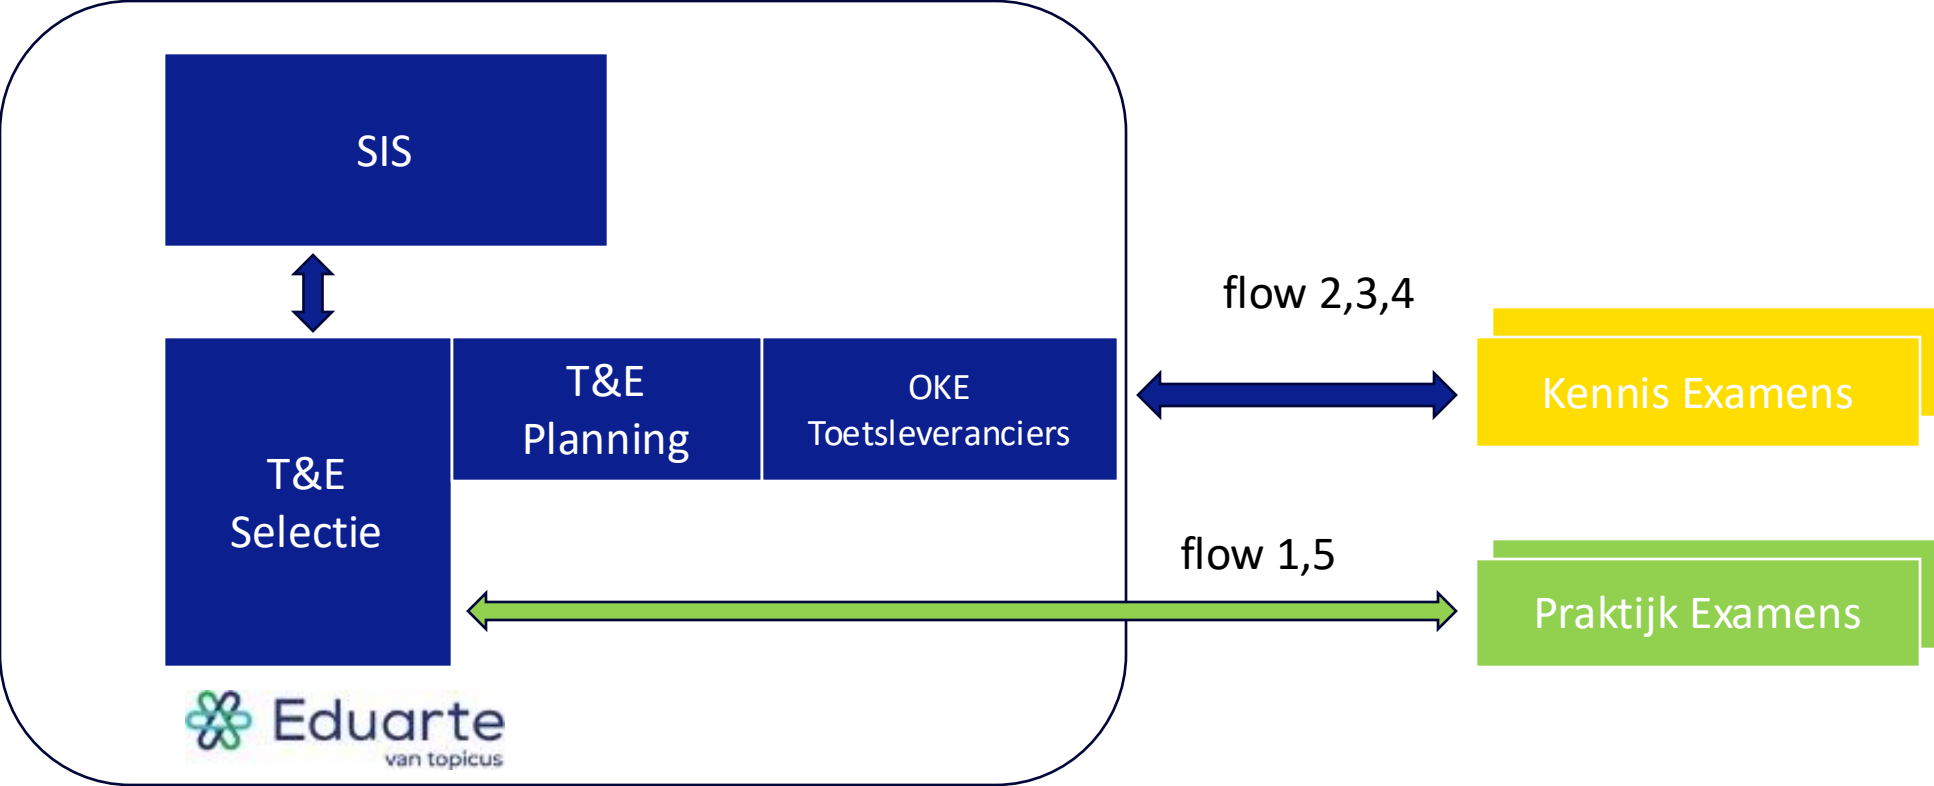 SIS
flow 2,3,4
T&E
Planning
OKE
Toetsleveranciers
Kennis Examens
T&E
Selectie
flow 1,5
Praktijk Examens
Eduarte
van topicus